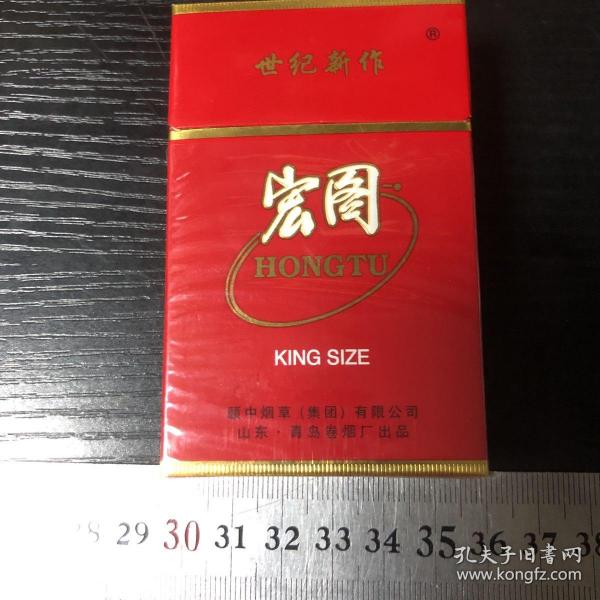 世纪新作 ®
宏图
HONGTU
KING SIZE
颐中烟草（集团）有限公司
山东·青岛卷烟厂出品
28 29 30 31 32 33 34 35 36 37 38
孔夫子旧书网
www.kongfz.com